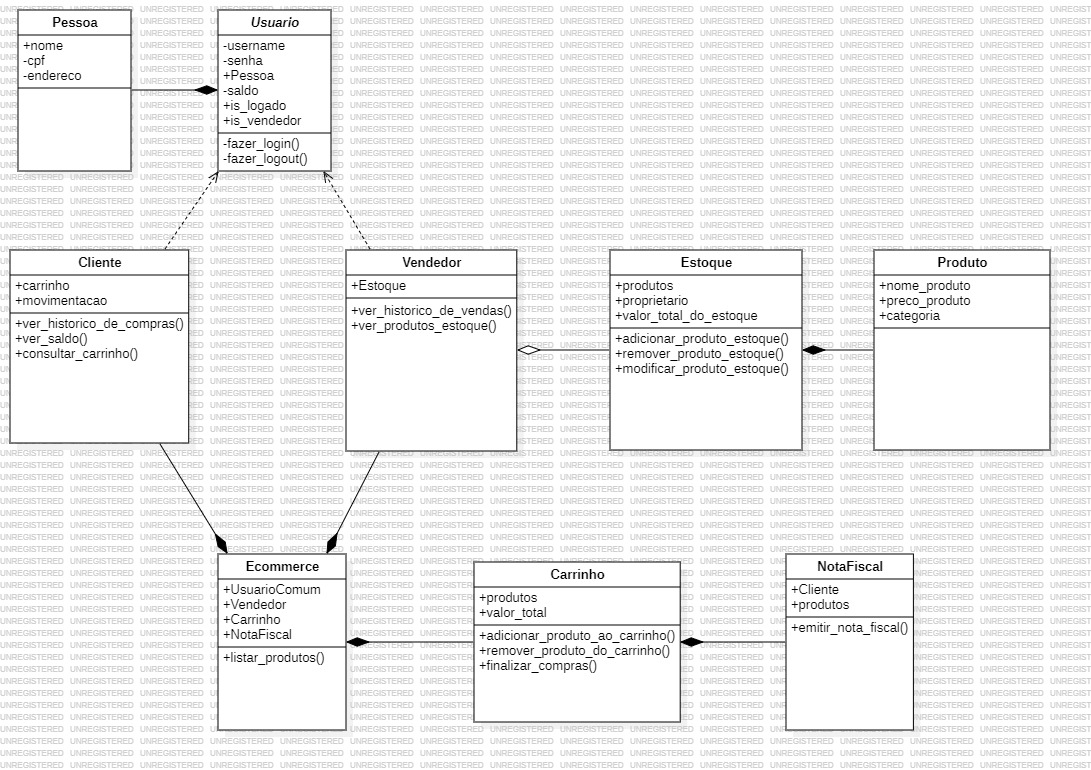 Pessoa
+nome
-cpf
-endereco
Usuario
-username
-senha
+Pessoa
-saldo
+is_logado
+is_vendedor
-fazer_login()
-fazer_logout()
Cliente
+carrinho
+movimentacao
+ver_historico_de_compras()
+ver_saldo()
+consultar_carrinho()
Vendedor
+Estoque
+ver_historico_de_vendas()
+ver_produtos_estoque()
Estoque
+produtos
+proprietario
+valor_total_do_estoque
+adicionar_produto_estoque()
+remover_produto_estoque()
+modificar_produto_estoque()
Produto
+nome_produto
+preco_produto
+categoria
Ecommerce
+UsuarioComum
+Vendedor
+Carrinho
+NotaFiscal
+listar_produtos()
Carrinho
+produtos
+valor_total
+adicionar_produto_ao_carrinho()
+remover_produto_do_carrinho()
+finalizar_compras()
NotaFiscal
+Cliente
+produtos
+emitir_nota_fiscal()
UNREGISTERED